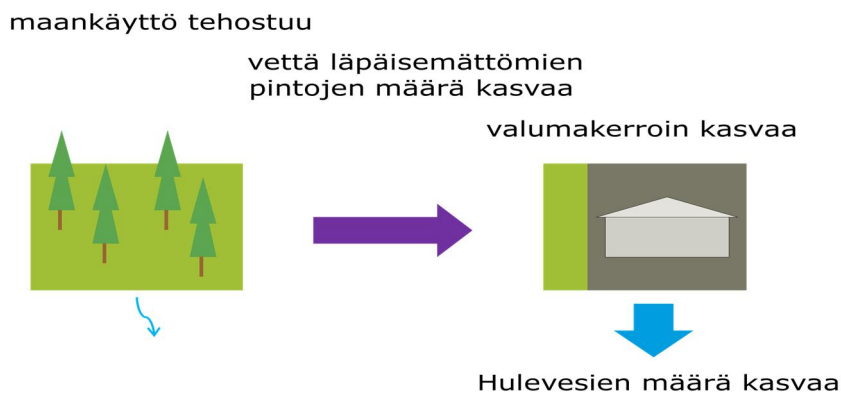 maankäyttö tehostuu
vettä läpäisemättömien
pintojen määrä kasvaa
valumakerroin kasvaa
Hulevesien määrä kasvaa